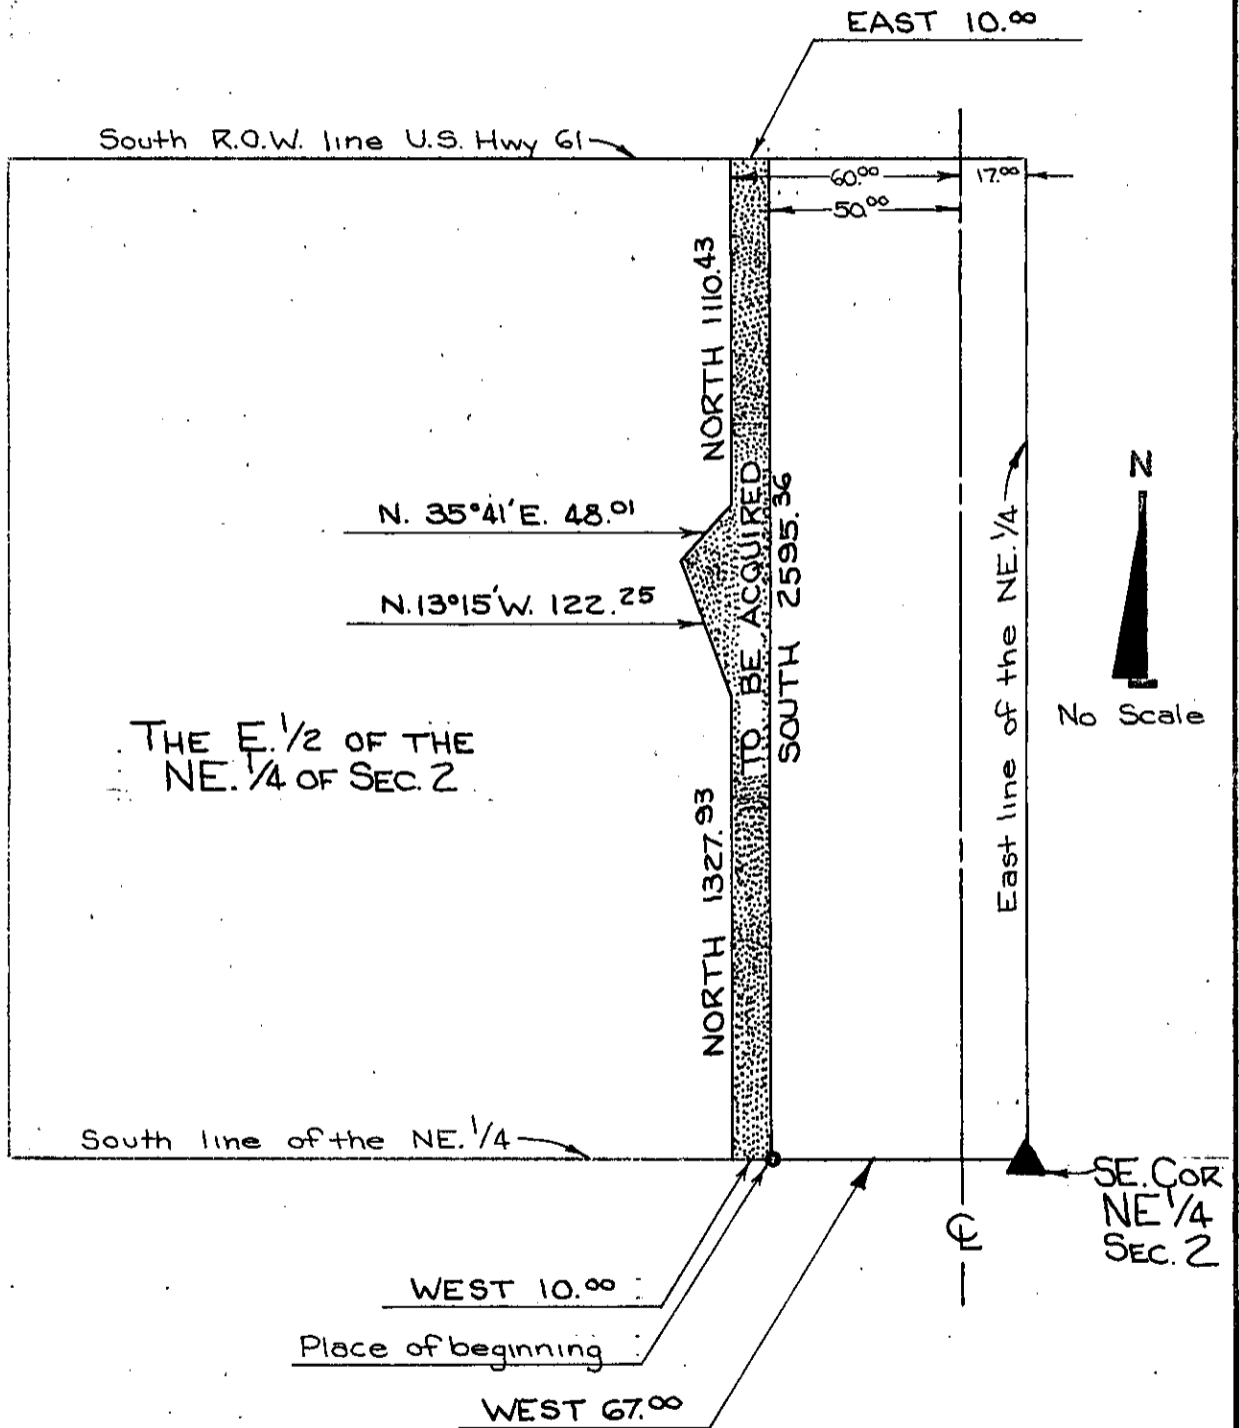 EAST 10.00
South R.O.W. line U.S. Hwy 61
60.00
17.00
50.00
NORTH 1110.43
N. 35°41'E. 48.01
N. 13°15'W. 122.25
TO BE ACQUIRED
SOUTH 2595.36
East line of the NE. 1/4
N
No Scale
THE E. 1/2 OF THE
NE. 1/4 OF SEC. 2
NORTH 1327.93
South line of the NE. 1/4
SE. COR
NE 1/4
SEC. 2
CL
WEST 10.00
Place of beginning
WEST 67.00